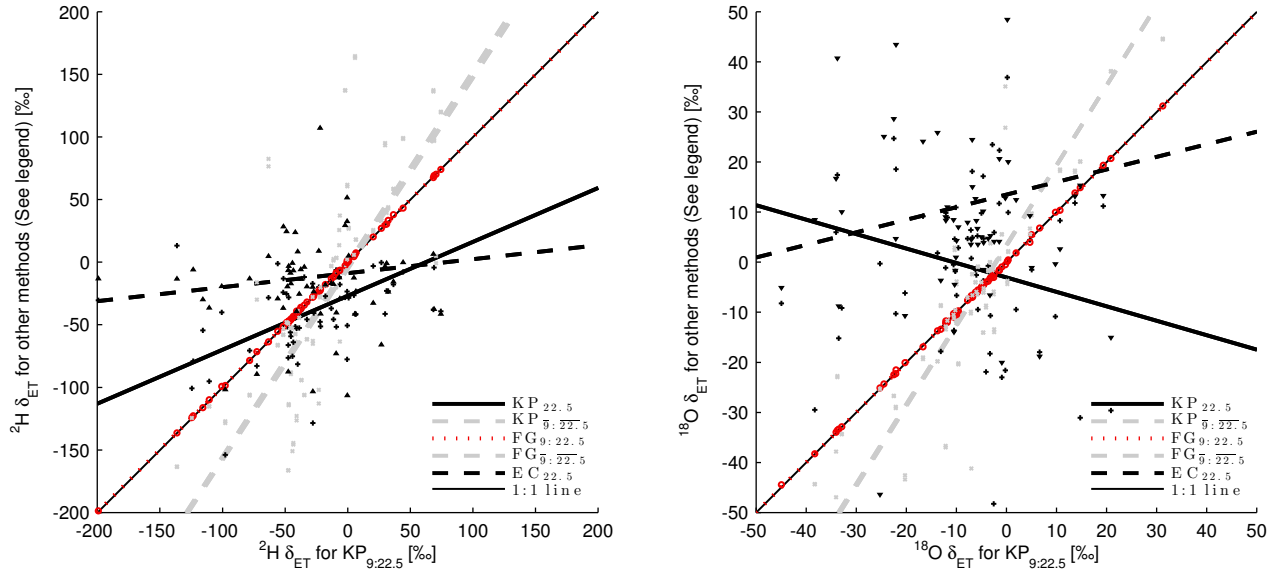 200
150
100
50
0
-50
-100
-150
-200
-200 -150 -100 -50 0 50 100 150 200
²H δET for other methods (See legend) [‰]
²H δET for KP9:22.5 [‰]
KP22.5
KP9:22.5
FG9:22.5
FG9:22.5
EC22.5
1:1 line
50
40
30
20
10
0
-10
-20
-30
-40
-50
-50 -40 -30 -20 -10 0 10 20 30 40 50
¹⁸O δET for other methods (See legend) [‰]
¹⁸O δET for KP9:22.5 [‰]
KP22.5
KP9:22.5
FG9:22.5
FG9:22.5
EC22.5
1:1 line